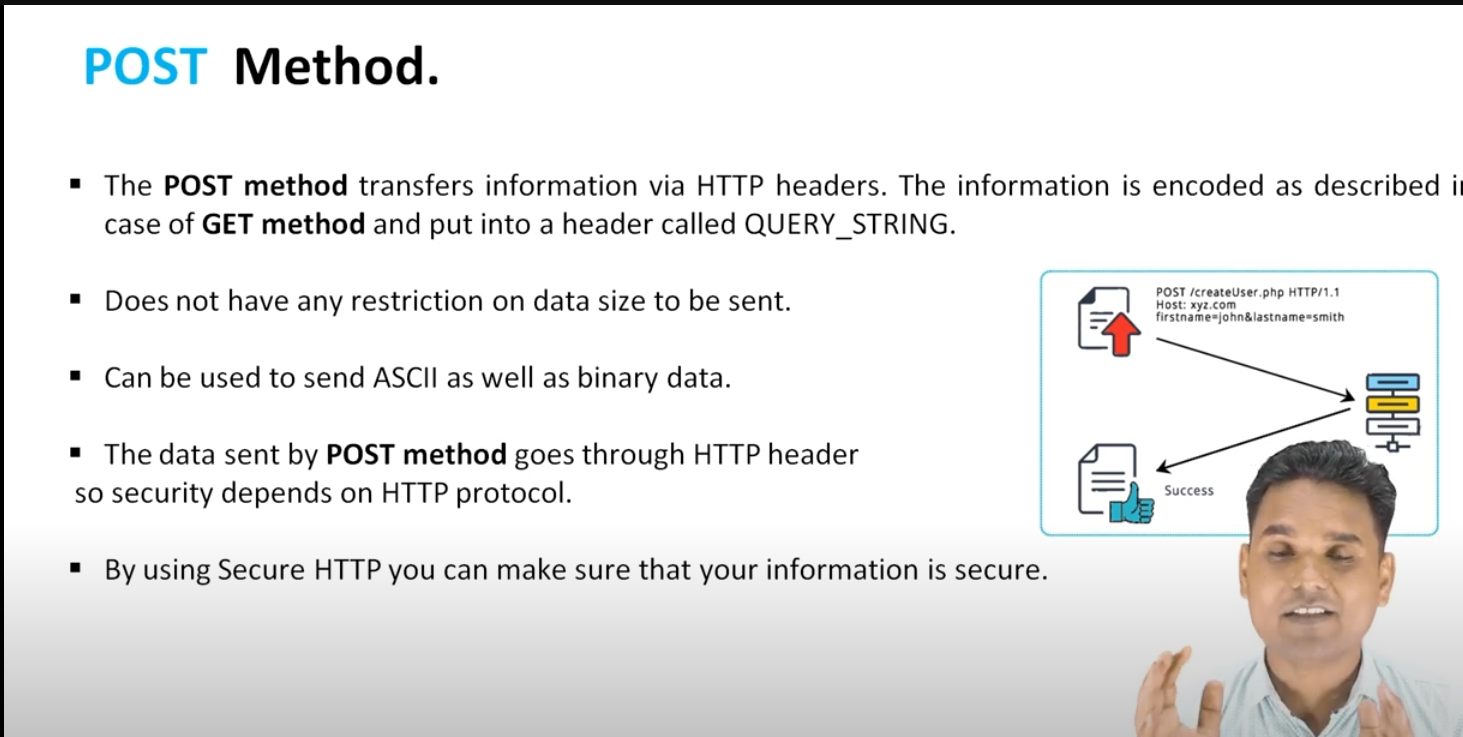 POST Method.
▪ The POST method transfers information via HTTP headers. The information is encoded as described in
case of GET method and put into a header called QUERY_STRING.
▪ Does not have any restriction on data size to be sent.
▪ Can be used to send ASCII as well as binary data.
▪ The data sent by POST method goes through HTTP header
so security depends on HTTP protocol.
▪ By using Secure HTTP you can make sure that your information is secure.
POST /createUser.php HTTP/1.1
Host: xyz.com
firstname=john&lastname=smith
Success